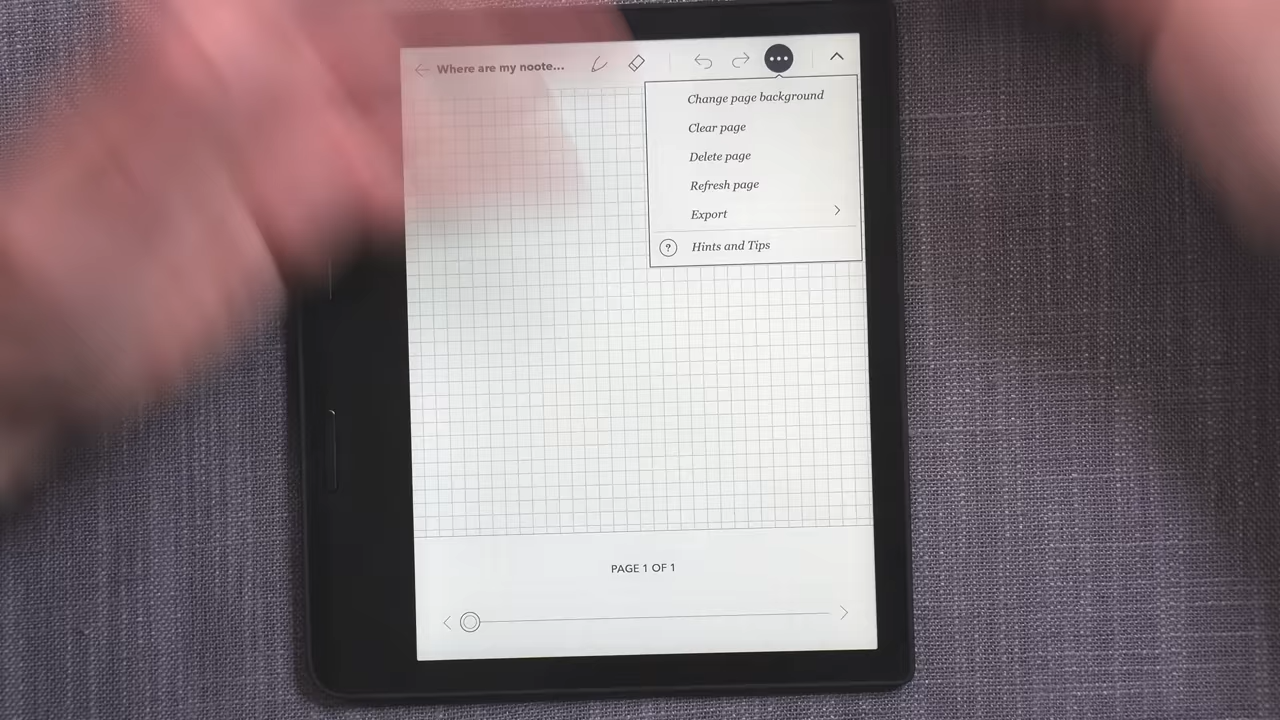 Where are my noote...
Change page background
Clear page
Delete page
Refresh page
Export
? Hints and Tips
PAGE 1 OF 1